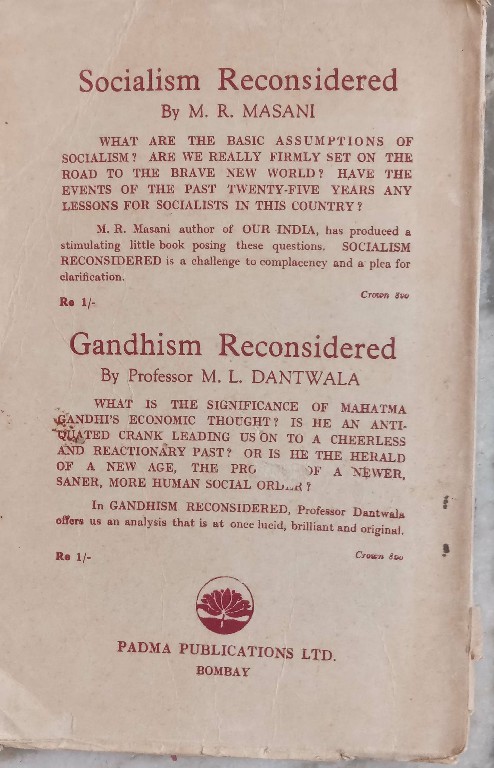 Socialism Reconsidered
By M. R. MASANI
WHAT ARE THE BASIC ASSUMPTIONS OF
SOCIALISM? ARE WE REALLY FIRMLY SET ON THE
ROAD TO THE BRAVE NEW WORLD? HAVE THE
EVENTS OF THE PAST TWENTY-FIVE YEARS ANY
LESSONS FOR SOCIALISTS IN THIS COUNTRY?
M. R. Masani author of OUR INDIA, has produced a
stimulating little book posing these questions. SOCIALISM
RECONSIDERED is a challenge to complacency and a plea for
clarification.
Re 1/- Crown 8vo
Gandhism Reconsidered
By Professor M. L. DANTWALA
WHAT IS THE SIGNIFICANCE OF MAHATMA
GANDHI'S ECONOMIC THOUGHT? IS HE AN ANTI-
QUATED CRANK LEADING US ON TO A CHEERLESS
AND REACTIONARY PAST? OR IS HE THE HERALD
OF A NEW AGE, THE OF A NEWER,
SANER, MORE HUMAN SOCIAL ORDER?
In GANDHISM RECONSIDERED, Professor Dantwala
offers us an analysis that is at once lucid, brilliant and original.
Re 1/- Crown 8vo
PADMA PUBLICATIONS LTD.
BOMBAY